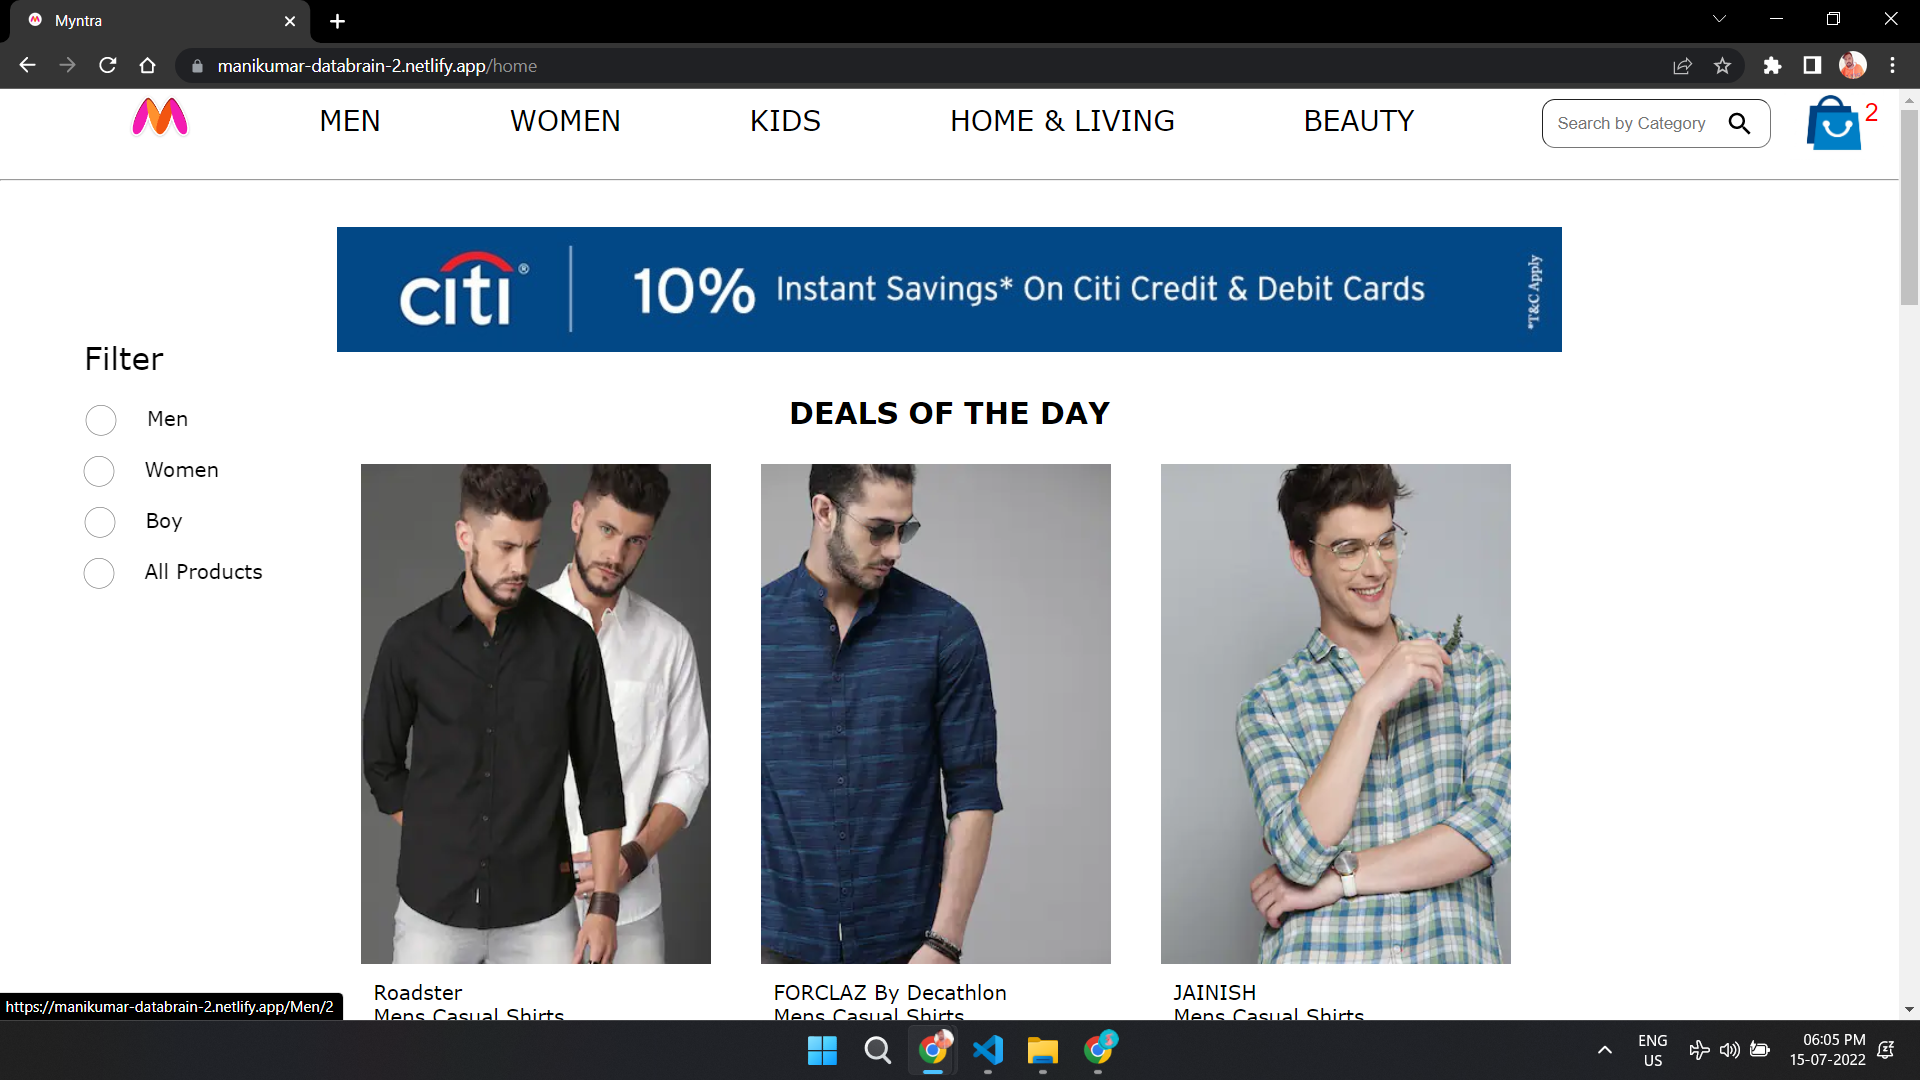 Myntra
manikumar-databrain-2.netlify.app/home
MEN WOMEN KIDS HOME & LIVING BEAUTY Search by Category 2
citi® 10% Instant Savings* On Citi Credit & Debit Cards *T&C Apply
Filter
Men
Women
Boy
All Products
DEALS OF THE DAY
Roadster
Mens Casual Shirts
FORCLAZ By Decathlon
Mens Casual Shirts
JAINISH
Mens Casual Shirts
https://manikumar-databrain-2.netlify.app/Men/2
ENG
US
06:05 PM
15-07-2022